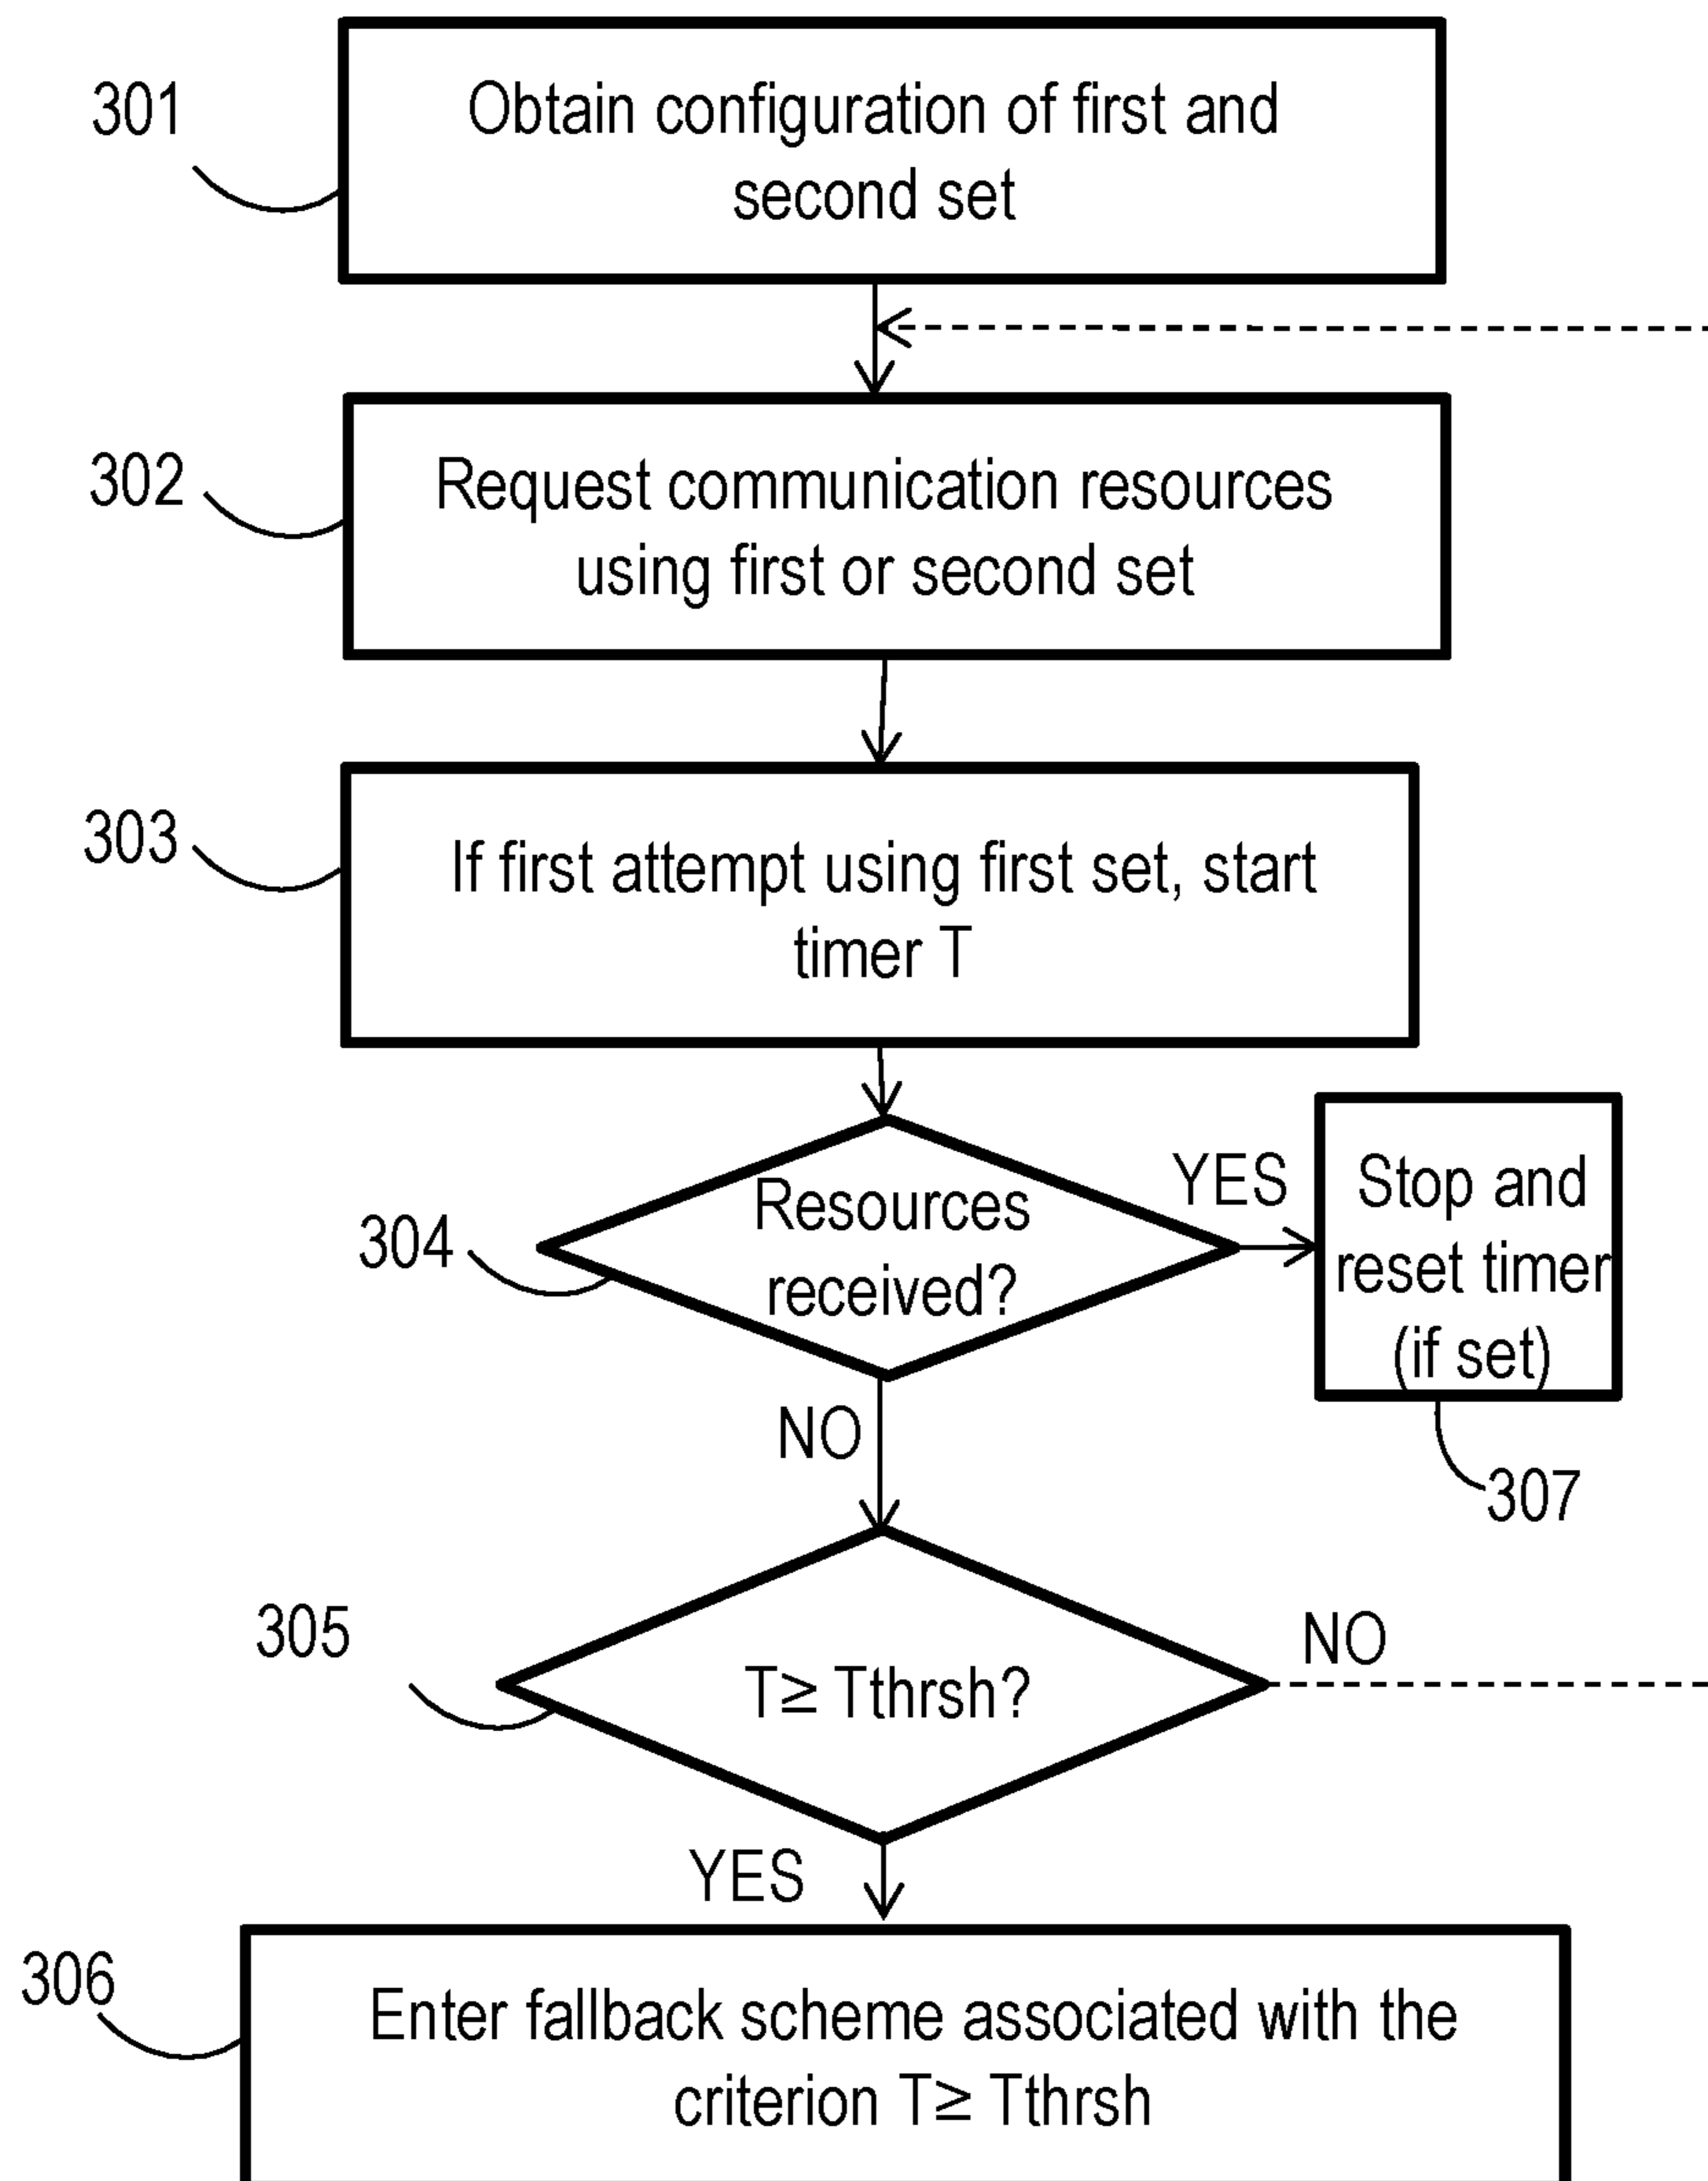 301
Obtain configuration of first and
second set
302
Request communication resources
using first or second set
303
If first attempt using first set, start
timer T
304
Resources
received?
YES
Stop and
reset timer
(if set)
307
NO
305
T≥ Tthrsh?
NO
YES
306
Enter fallback scheme associated with the
criterion T≥ Tthrsh